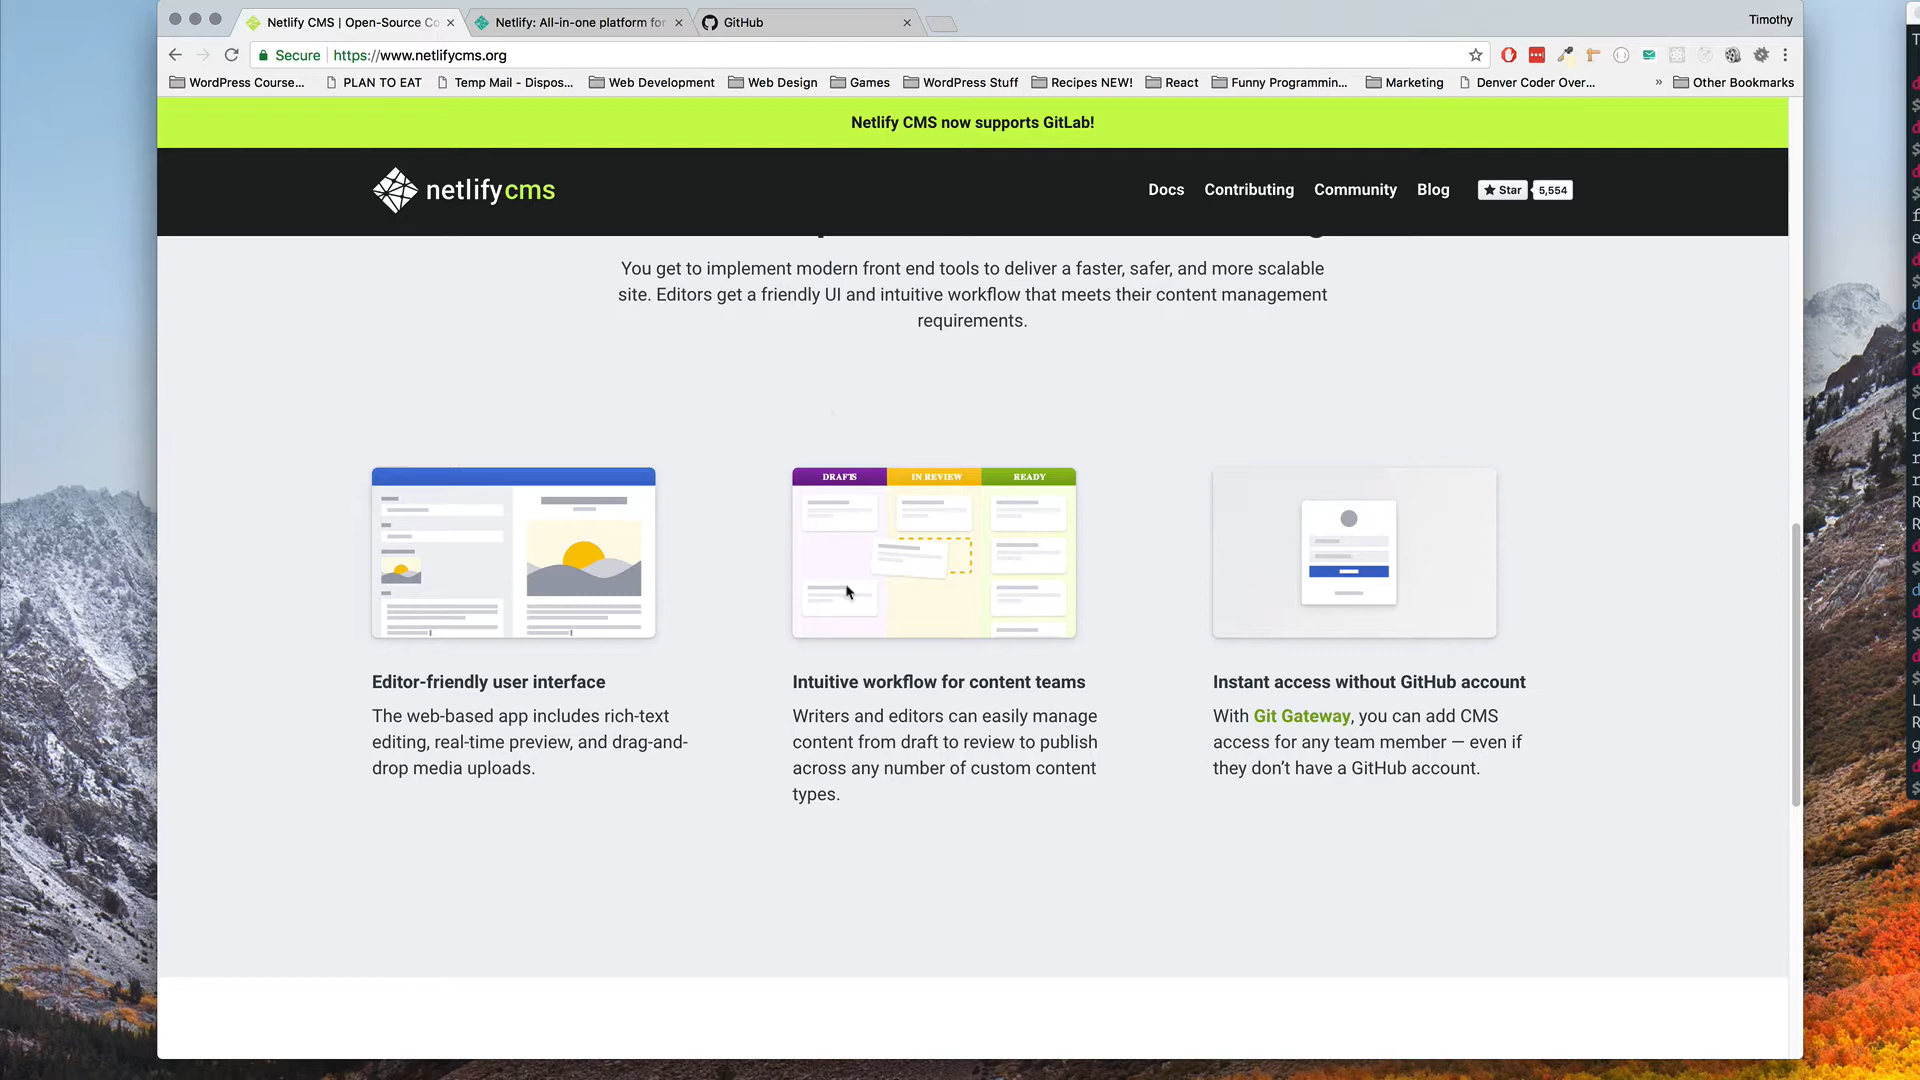 Netlify CMS | Open-Source Co
Netlify: All-in-one platform for
GitHub
Timothy
Secure
https://www.netlifycms.org
WordPress Course...
PLAN TO EAT
Temp Mail - Dispos...
Web Development
Web Design
Games
WordPress Stuff
Recipes NEW!
React
Funny Programmin...
Marketing
Denver Coder Over...
»
Other Bookmarks
Netlify CMS now supports GitLab!
netlifycms
Docs
Contributing
Community
Blog
Star
5,554
You get to implement modern front end tools to deliver a faster, safer, and more scalable
site. Editors get a friendly UI and intuitive workflow that meets their content management
requirements.
DRAFTS
IN REVIEW
READY
Editor-friendly user interface
The web-based app includes rich-text
editing, real-time preview, and drag-and-
drop media uploads.
Intuitive workflow for content teams
Writers and editors can easily manage
content from draft to review to publish
across any number of custom content
types.
Instant access without GitHub account
With Git Gateway, you can add CMS
access for any team member — even if
they don’t have a GitHub account.